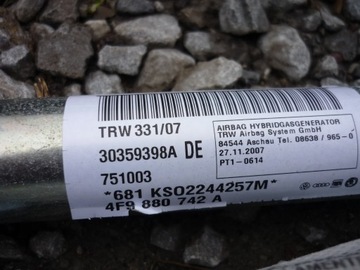 TRW 331/07
30359398A DE
751003
*681 KSO2244257M*
4F9 880 742 A
AIRBAG HYBRIDGASGENERATOR
TRW Airbag System GmbH
84544 Aschau Tel. 08638 / 965-0
27.11.2007
PT1-0614